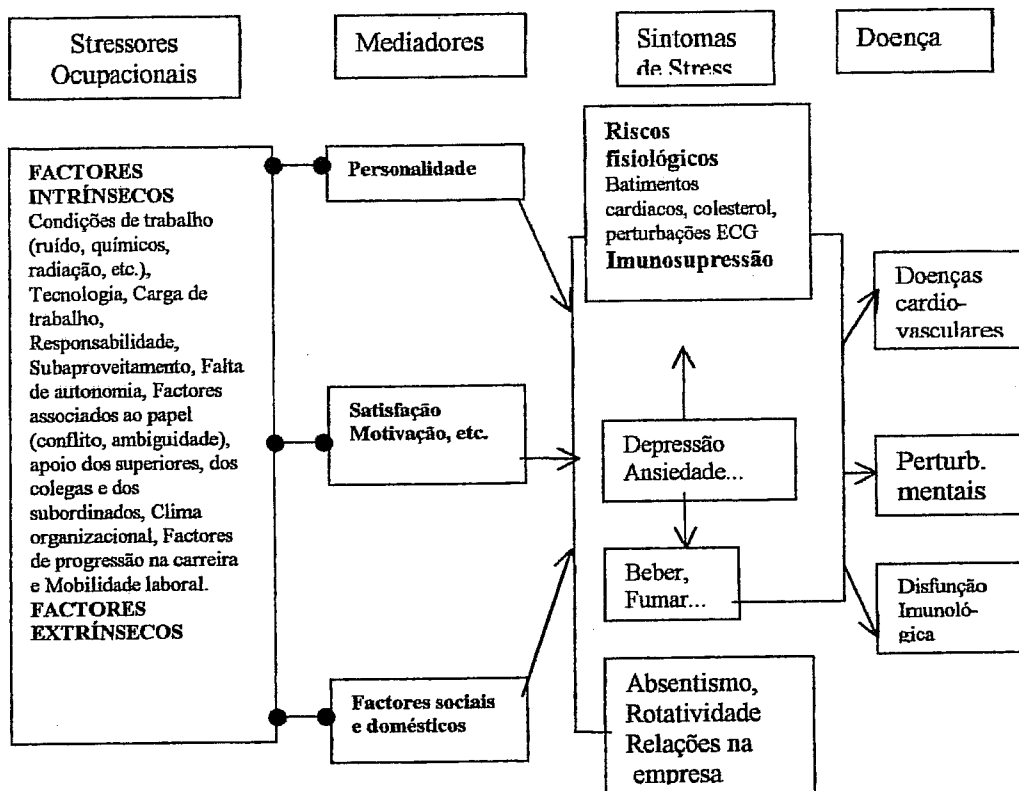 Stressores
Ocupacionais
Mediadores
Sintomas
de Stress
Doença
FACTORES
INTRÍNSECOS
Condições de trabalho
(ruído, químicos,
radiação, etc.),
Tecnologia, Carga de
trabalho,
Responsabilidade,
Subaproveitamento, Falta
de autonomia, Factores
associados ao papel
(conflito, ambiguidade),
apoio dos superiores, dos
colegas e dos
subordinados, Clima
organizacional, Factores
de progressão na carreira
e Mobilidade laboral.
FACTORES
EXTRÍNSECOS
Personalidade
Satisfação
Motivação, etc.
Factores sociais
e domésticos
Riscos
fisiológicos
Batimentos
cardiacos, colesterol,
perturbações ECG
Imunosupressão
Depressão
Ansiedade...
Beber,
Fumar...
Absentismo,
Rotatividade
Relações na
empresa
Doenças
cardio-
vasculares
Perturb.
mentais
Disfunção
Imunoló-
gica